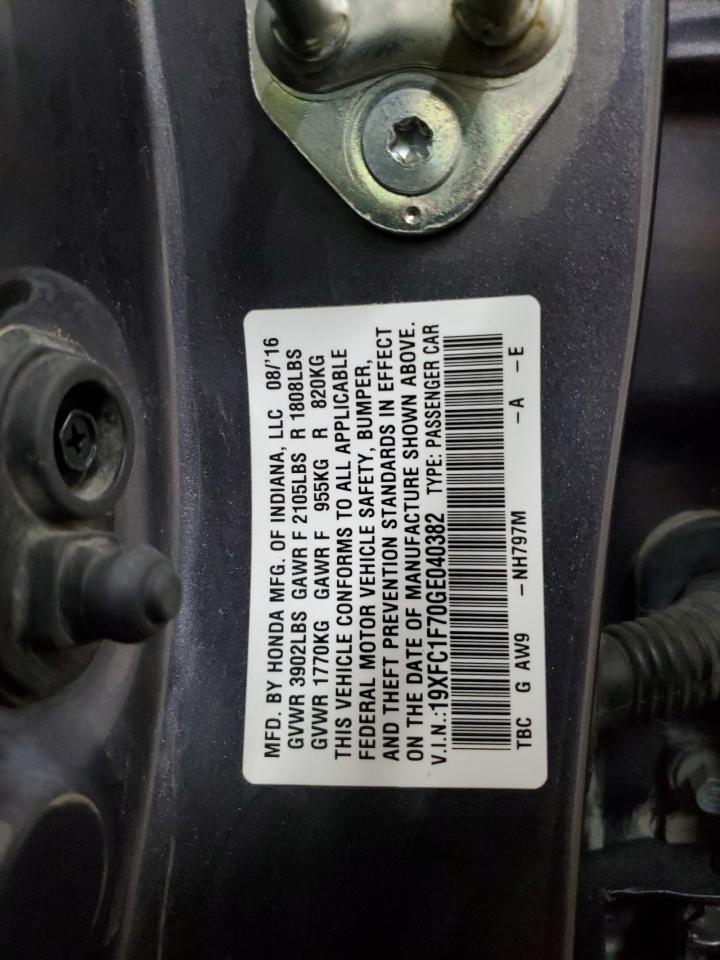 MFD. BY HONDA MFG. OF INDIANA, LLC 08/'16
GVWR 3902LBS GAWR F 2105LBS R 1808LBS
GVWR 1770KG GAWR F 955KG R 820KG
THIS VEHICLE CONFORMS TO ALL APPLICABLE
FEDERAL MOTOR VEHICLE SAFETY, BUMPER,
AND THEFT PREVENTION STANDARDS IN EFFECT
ON THE DATE OF MANUFACTURE SHOWN ABOVE.
V.I.N.:19XFC1F70GE040382 TYPE: PASSENGER CAR
TBC G AW9 -NH797M -A -E